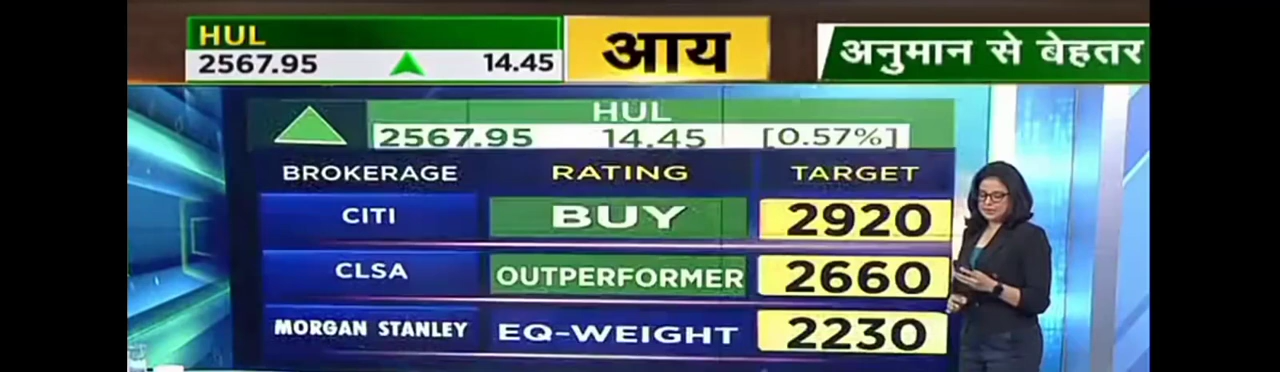 HUL
2567.95 14.45
आय
अनुमान से बेहतर
HUL
2567.95 14.45 [0.57%]
BROKERAGE RATING TARGET
CITI BUY 2920
CLSA OUTPERFORMER 2660
MORGAN STANLEY EQ-WEIGHT 2230